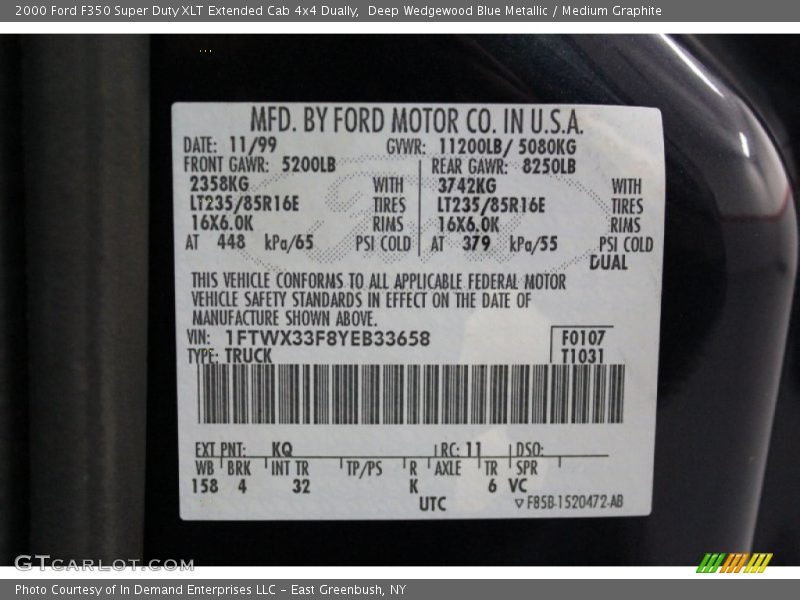 2000 Ford F350 Super Duty XLT Extended Cab 4x4 Dually, Deep Wedgewood Blue Metallic / Medium Graphite
MFD. BY FORD MOTOR CO. IN U.S.A.
DATE: 11/99 GVWR: 11200LB/ 5080KG
FRONT GAWR: 5200LB REAR GAWR: 8250LB
2358KG WITH 3742KG WITH
LT235/85R16E TIRES LT235/85R16E TIRES
16X6.0K RIMS 16X6.0K RIMS
AT 448 kPa/65 PSI COLD AT 379 kPa/55 PSI COLD
DUAL
THIS VEHICLE CONFORMS TO ALL APPLICABLE FEDERAL MOTOR
VEHICLE SAFETY STANDARDS IN EFFECT ON THE DATE OF
MANUFACTURE SHOWN ABOVE.
VIN: 1FTWX33F8YEB33658 F0107
TYPE: TRUCK T1031
EXT PNT: KQ RC: 11 DSO:
WB BRK INT TR TP/PS R AXLE TR SPR
158 4 32 K 6 VC
UTC ▽ F85B-1520472-AB
GTCarLot.com
Photo Courtesy of In Demand Enterprises LLC - East Greenbush, NY